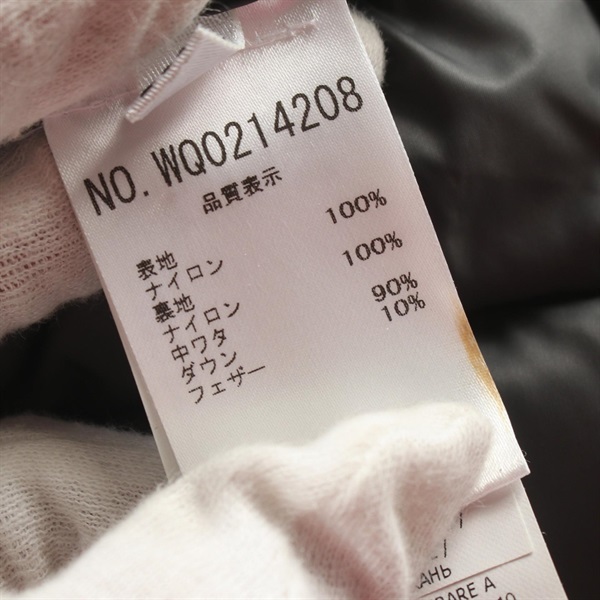 NO. WQ0214208
品質表示
表地
ナイロン 100%
裏地
ナイロン 100%
中ワタ
ダウン 90%
フェザー 10%
КАНЬ